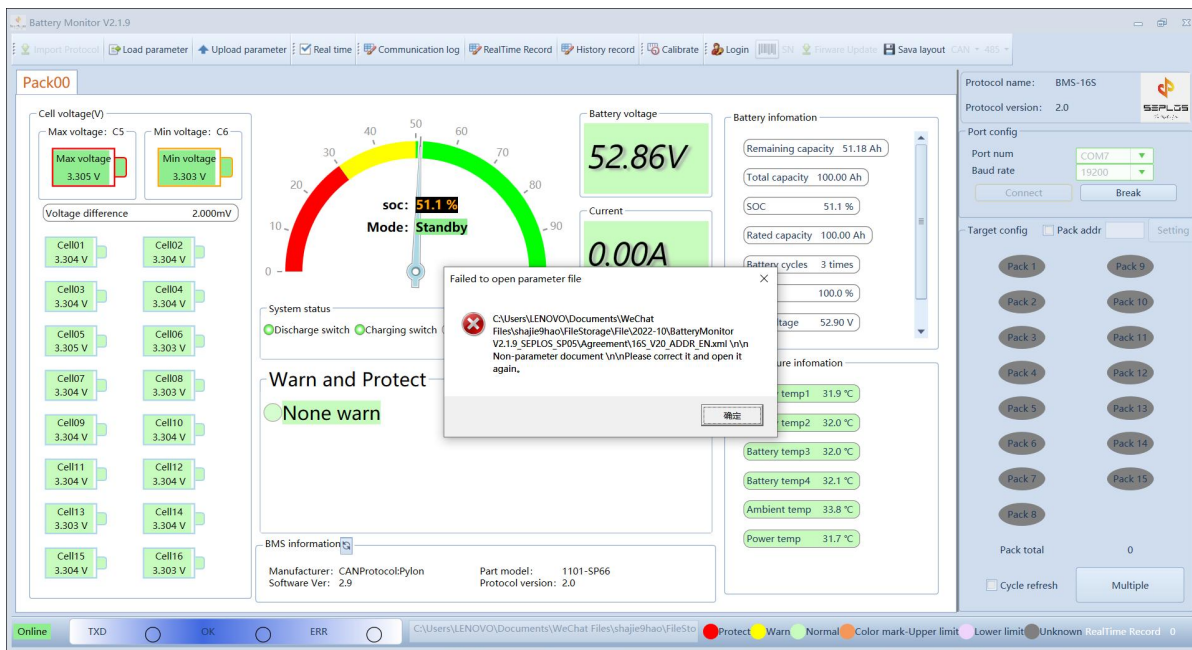 Battery Monitor V2.1.9
Import Protocol Load parameter Upload parameter Real time Communication log RealTime Record History record Calibrate Login SN Firware Update Sava layout CAN 485
Pack00
Cell voltage(V)
Max voltage: C5 Min voltage: C6
Max voltage
3.305 V
Min voltage
3.303 V
Voltage difference 2.000mV
Cell01 Cell02
3.304 V 3.304 V
Cell03 Cell04
3.304 V 3.304 V
Cell05 Cell06
3.305 V 3.303 V
Cell07 Cell08
3.304 V 3.303 V
Cell09 Cell10
3.304 V 3.304 V
Cell11 Cell12
3.304 V 3.304 V
Cell13 Cell14
3.303 V 3.304 V
Cell15 Cell16
3.304 V 3.303 V
0 10 20 30 40 50 60 70 80 90
soc: 51.1 %
Mode: Standby
System status
Discharge switch Charging switch
Warn and Protect
None warn
BMS information
Manufacturer: CANProtocol:Pylon Part model: 1101-SP66
Software Ver: 2.9 Protocol version: 2.0
Battery voltage
52.86V
Current
0.00A
Battery infomation
Remaining capacity 51.18 Ah
Total capacity 100.00 Ah
SOC 51.1 %
Rated capacity 100.00 Ah
Battery cycles 3 times
100.0 %
52.90 V
infomation
temp1 31.9 ℃
temp2 32.0 ℃
Battery temp3 32.0 ℃
Battery temp4 32.1 ℃
Ambient temp 33.8 ℃
Power temp 31.7 ℃
Failed to open parameter file
C:\Users\LENOVO\Documents\WeChat
Files\shajie9hao\FileStorage\File\2022-10\BatteryMonitor
V2.1.9_SEPLOS_SP05\Agreement\16S_V20_ADDR_EN.xml \n\n
Non-parameter document \n\nPlease correct it and open it
again。
确定
Protocol name: BMS-16S
Protocol version: 2.0
SEPLOS
Port config
Port num COM7
Baud rate 19200
Connect Break
Target config Pack addr Setting
Pack 1 Pack 9
Pack 2 Pack 10
Pack 3 Pack 11
Pack 4 Pack 12
Pack 5 Pack 13
Pack 6 Pack 14
Pack 7 Pack 15
Pack 8
Pack total 0
Cycle refresh Multiple
Online TXD OK ERR C:\Users\LENOVO\Documents\WeChat Files\shajie9hao\FileSto Protect Warn Normal Color mark-Upper limit Lower limit Unknown RealTime Record 0